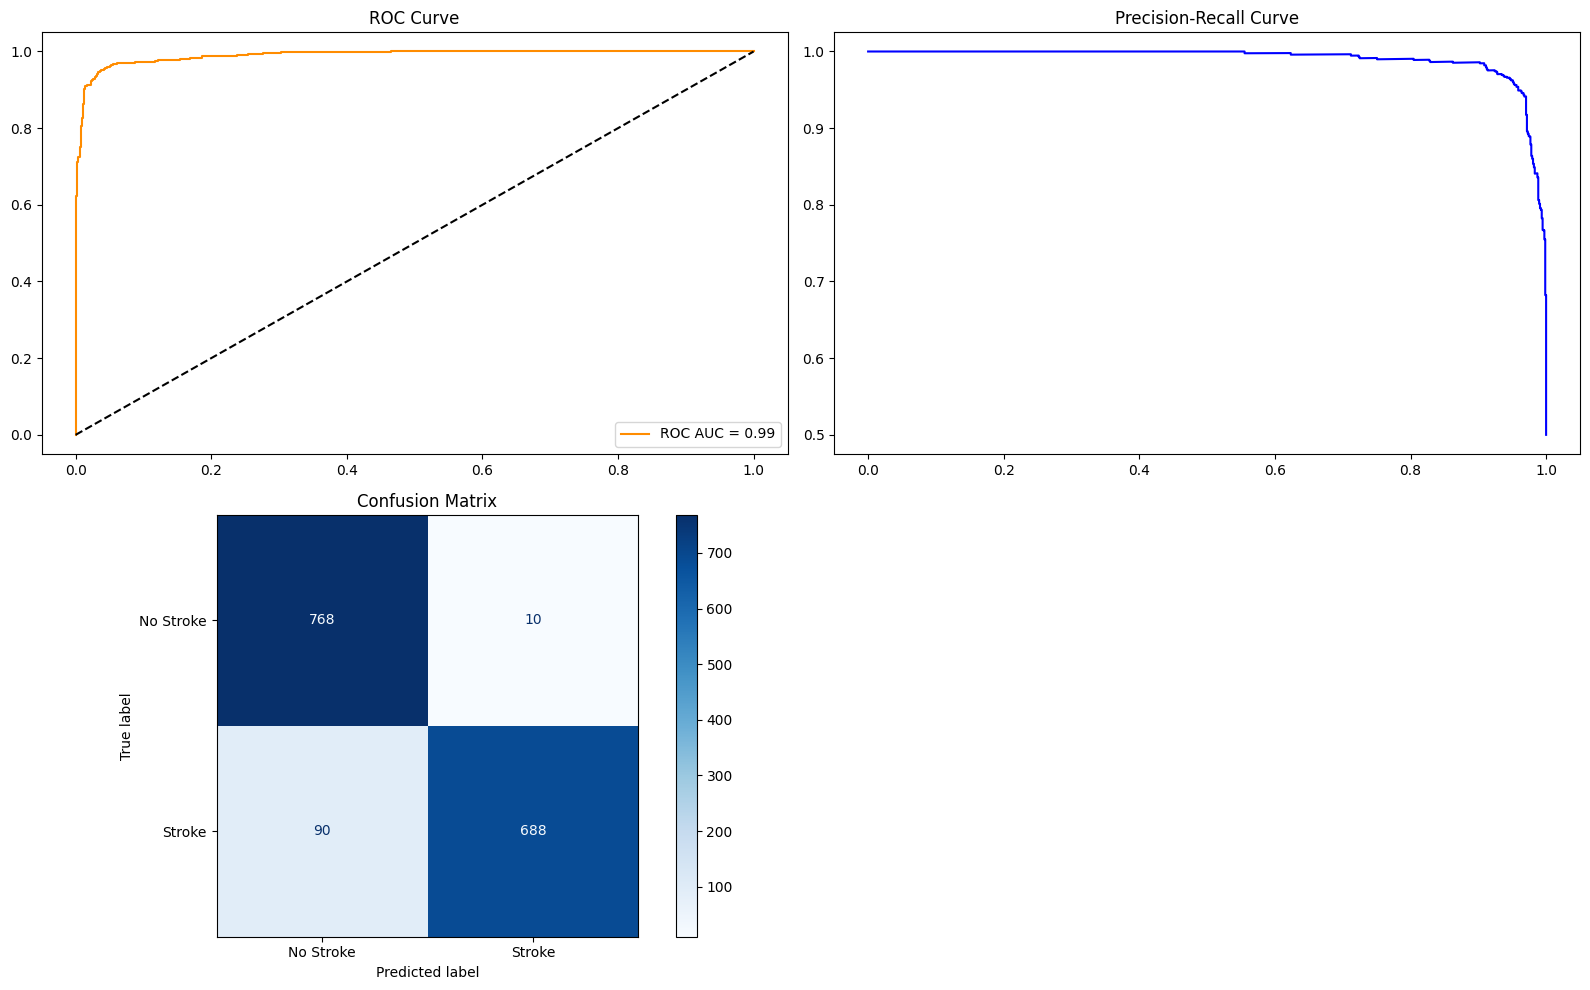 ROC Curve
1.0
0.8
0.6
0.4
0.2
0.0
ROC AUC = 0.99
0.0 0.2 0.4 0.6 0.8 1.0
Precision-Recall Curve
1.0
0.9
0.8
0.7
0.6
0.5
0.0 0.2 0.4 0.6 0.8 1.0
Confusion Matrix
True label
No Stroke
768 10
Stroke
90 688
No Stroke Stroke
Predicted label
700
600
500
400
300
200
100